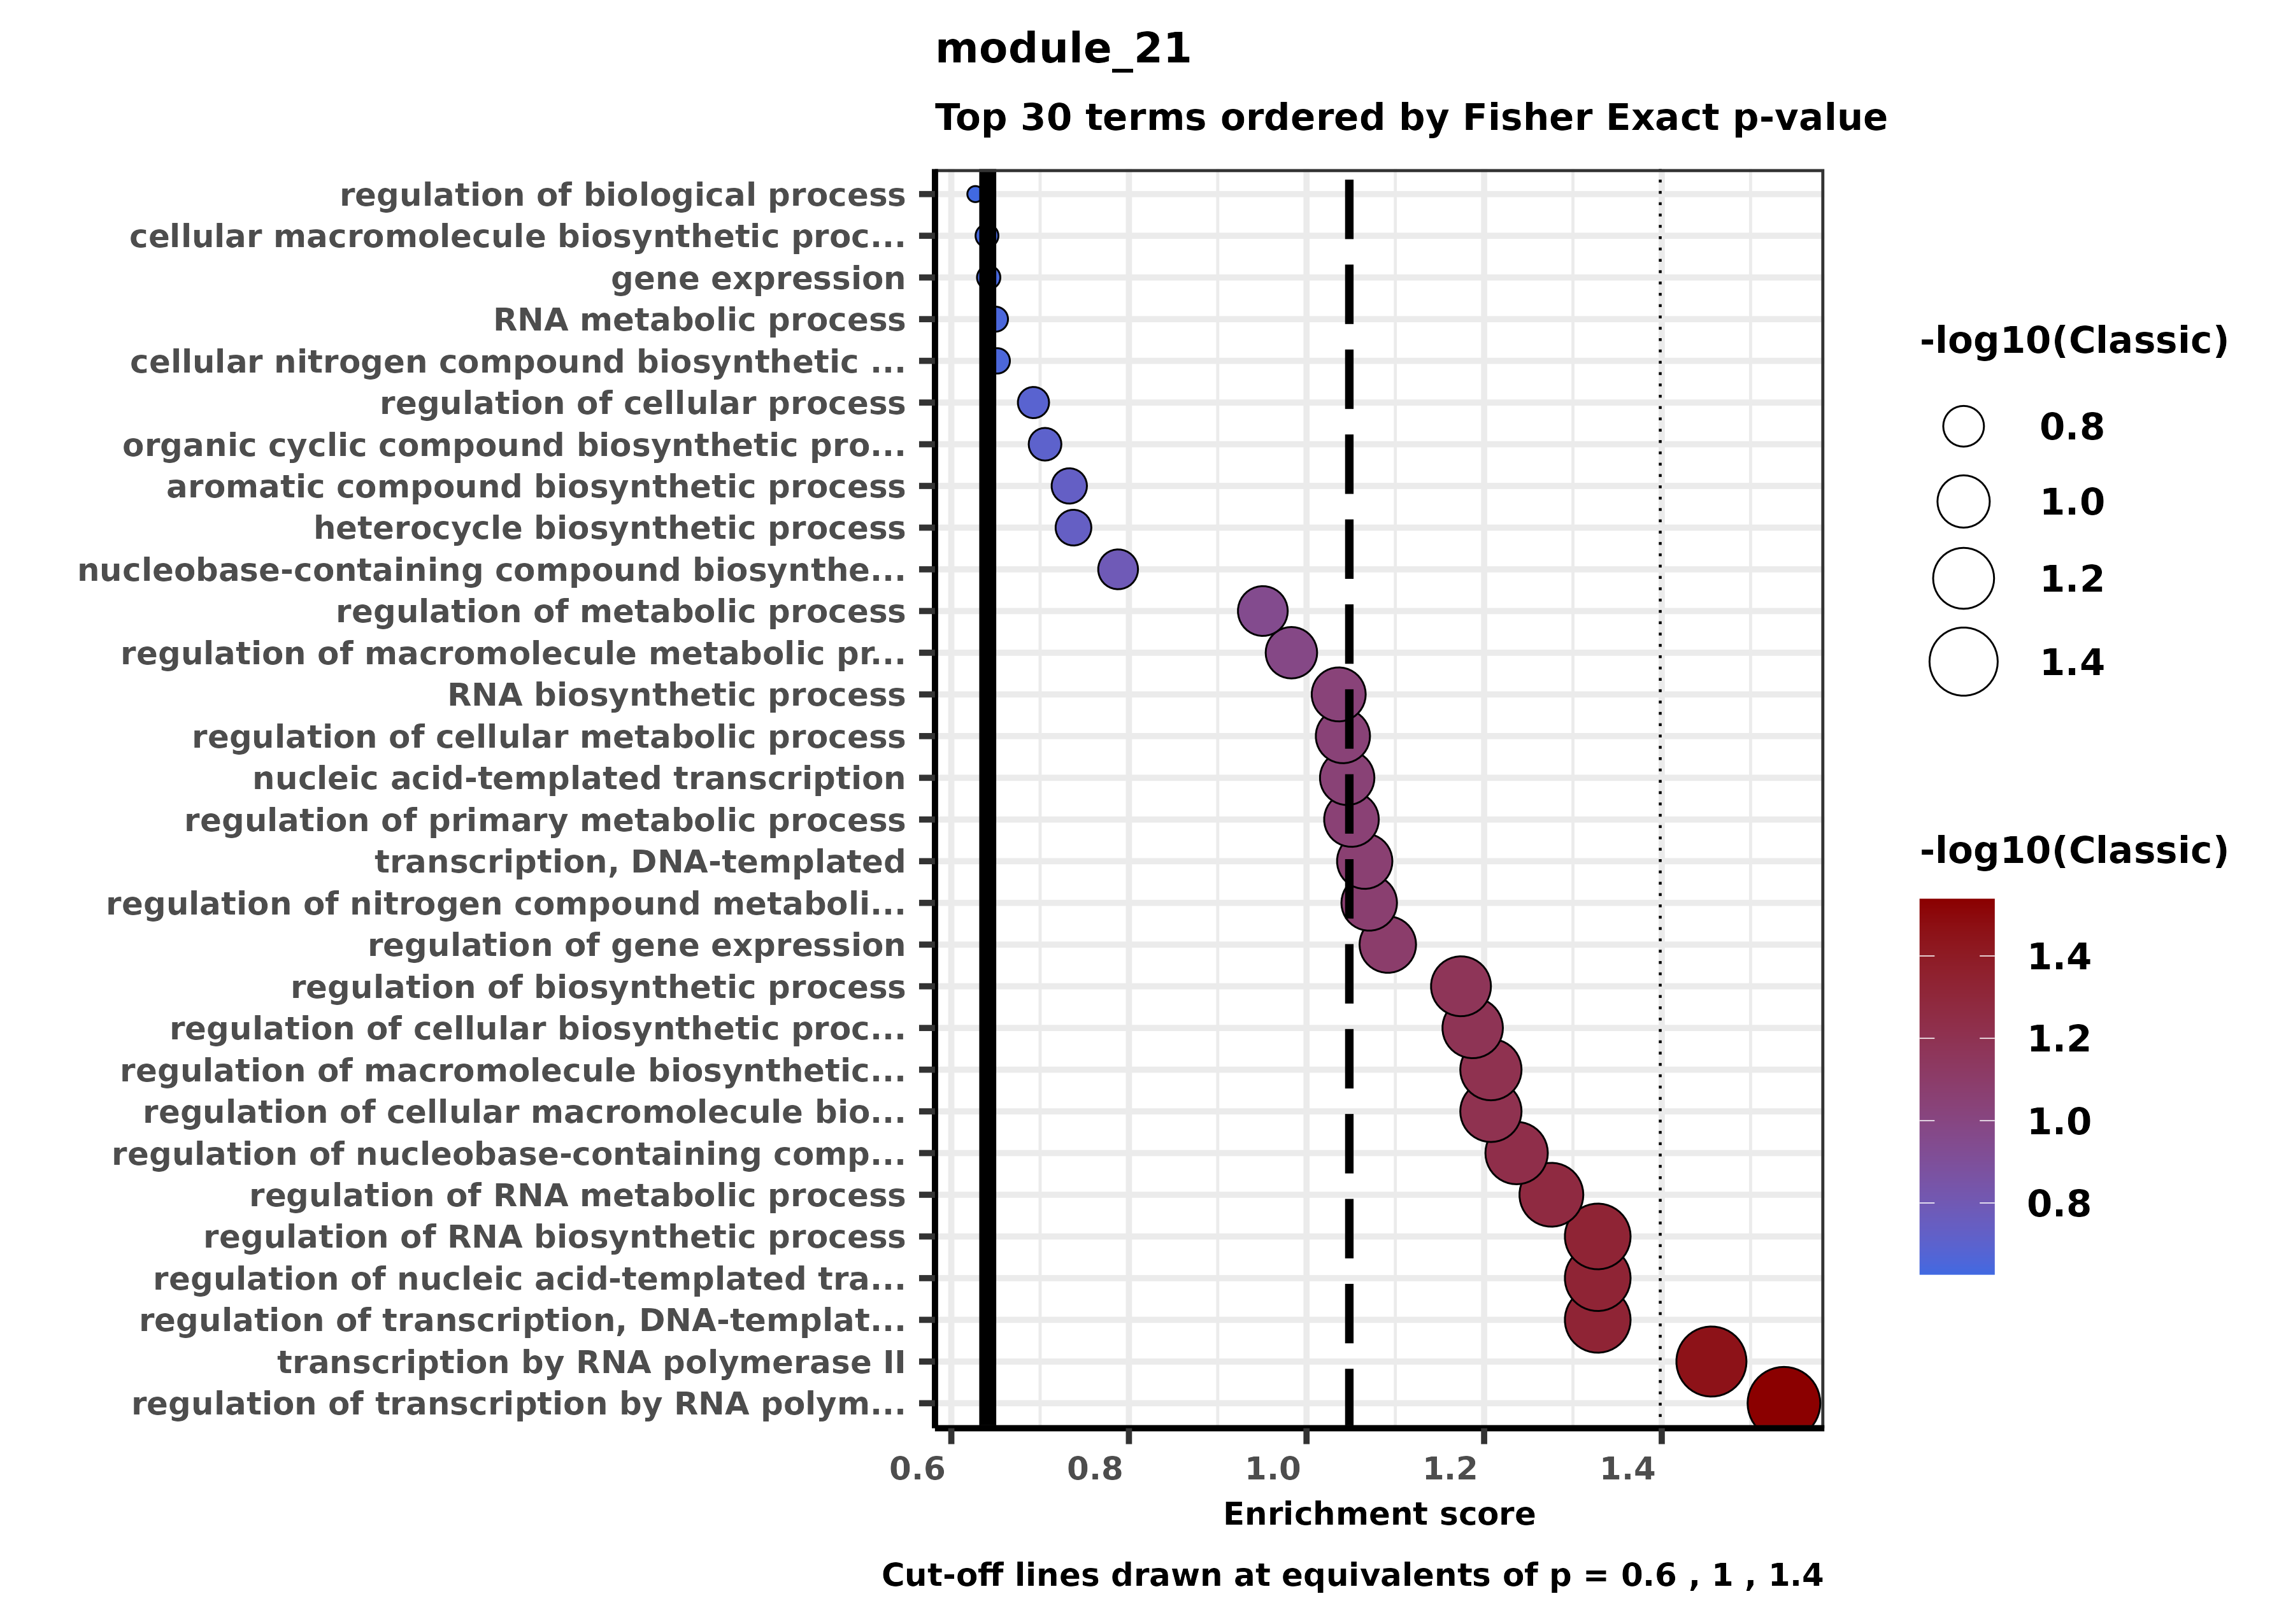 module_21
Top 30 terms ordered by Fisher Exact p-value
regulation of biological process
cellular macromolecule biosynthetic proc...
gene expression
RNA metabolic process
cellular nitrogen compound biosynthetic ...
regulation of cellular process
organic cyclic compound biosynthetic pro...
aromatic compound biosynthetic process
heterocycle biosynthetic process
nucleobase-containing compound biosynthe...
regulation of metabolic process
regulation of macromolecule metabolic pr...
RNA biosynthetic process
regulation of cellular metabolic process
nucleic acid-templated transcription
regulation of primary metabolic process
transcription, DNA-templated
regulation of nitrogen compound metaboli...
regulation of gene expression
regulation of biosynthetic process
regulation of cellular biosynthetic proc...
regulation of macromolecule biosynthetic...
regulation of cellular macromolecule bio...
regulation of nucleobase-containing comp...
regulation of RNA metabolic process
regulation of RNA biosynthetic process
regulation of nucleic acid-templated tra...
regulation of transcription, DNA-templat...
transcription by RNA polymerase II
regulation of transcription by RNA polym...
0.6 0.8 1.0 1.2 1.4
Enrichment score
Cut-off lines drawn at equivalents of p = 0.6 , 1 , 1.4
-log10(Classic)
0.8
1.0
1.2
1.4
-log10(Classic)
1.4
1.2
1.0
0.8